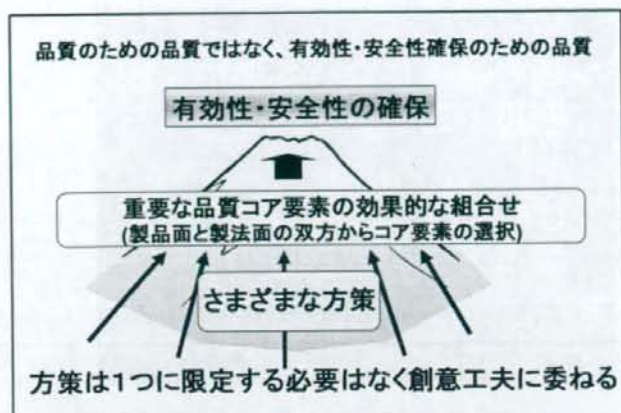 品質のための品質ではなく、有効性・安全性確保のための品質
有効性・安全性の確保
重要な品質コア要素の効果的な組合せ
(製品面と製法面の双方からコア要素の選択)
さまざまな方策
方策は1つに限定する必要はなく創意工夫に委ねる